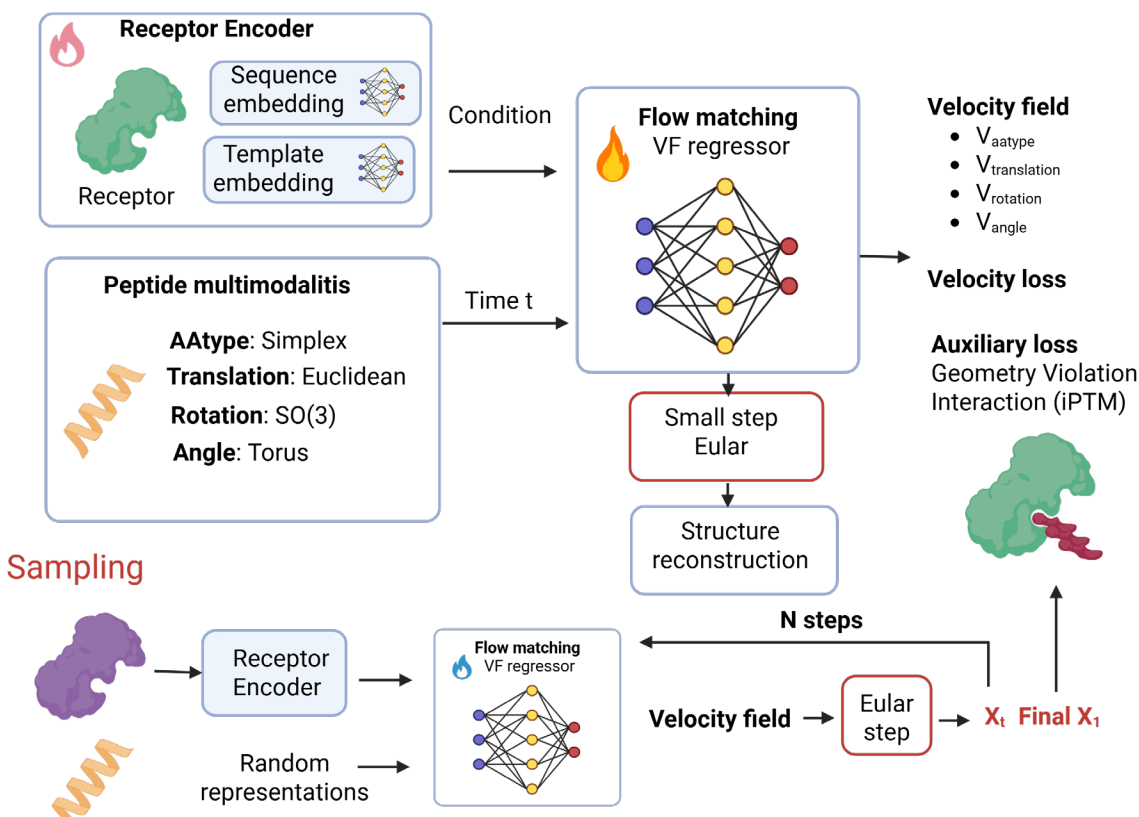 Receptor Encoder
Sequence
embedding
Template
embedding
Receptor
Condition
Flow matching
VF regressor
Velocity field
• Vaatype
• Vtranslation
• Vrotation
• Vangle
Velocity loss
Peptide multimodalitis
AAtype: Simplex
Translation: Euclidean
Rotation: SO(3)
Angle: Torus
Time t
Auxiliary loss
Geometry Violation
Interaction (iPTM)
Small step
Eular
Structure
reconstruction
Sampling
Receptor
Encoder
Random
representations
Flow matching
VF regressor
N steps
Velocity field
Eular
step
Xt Final X1